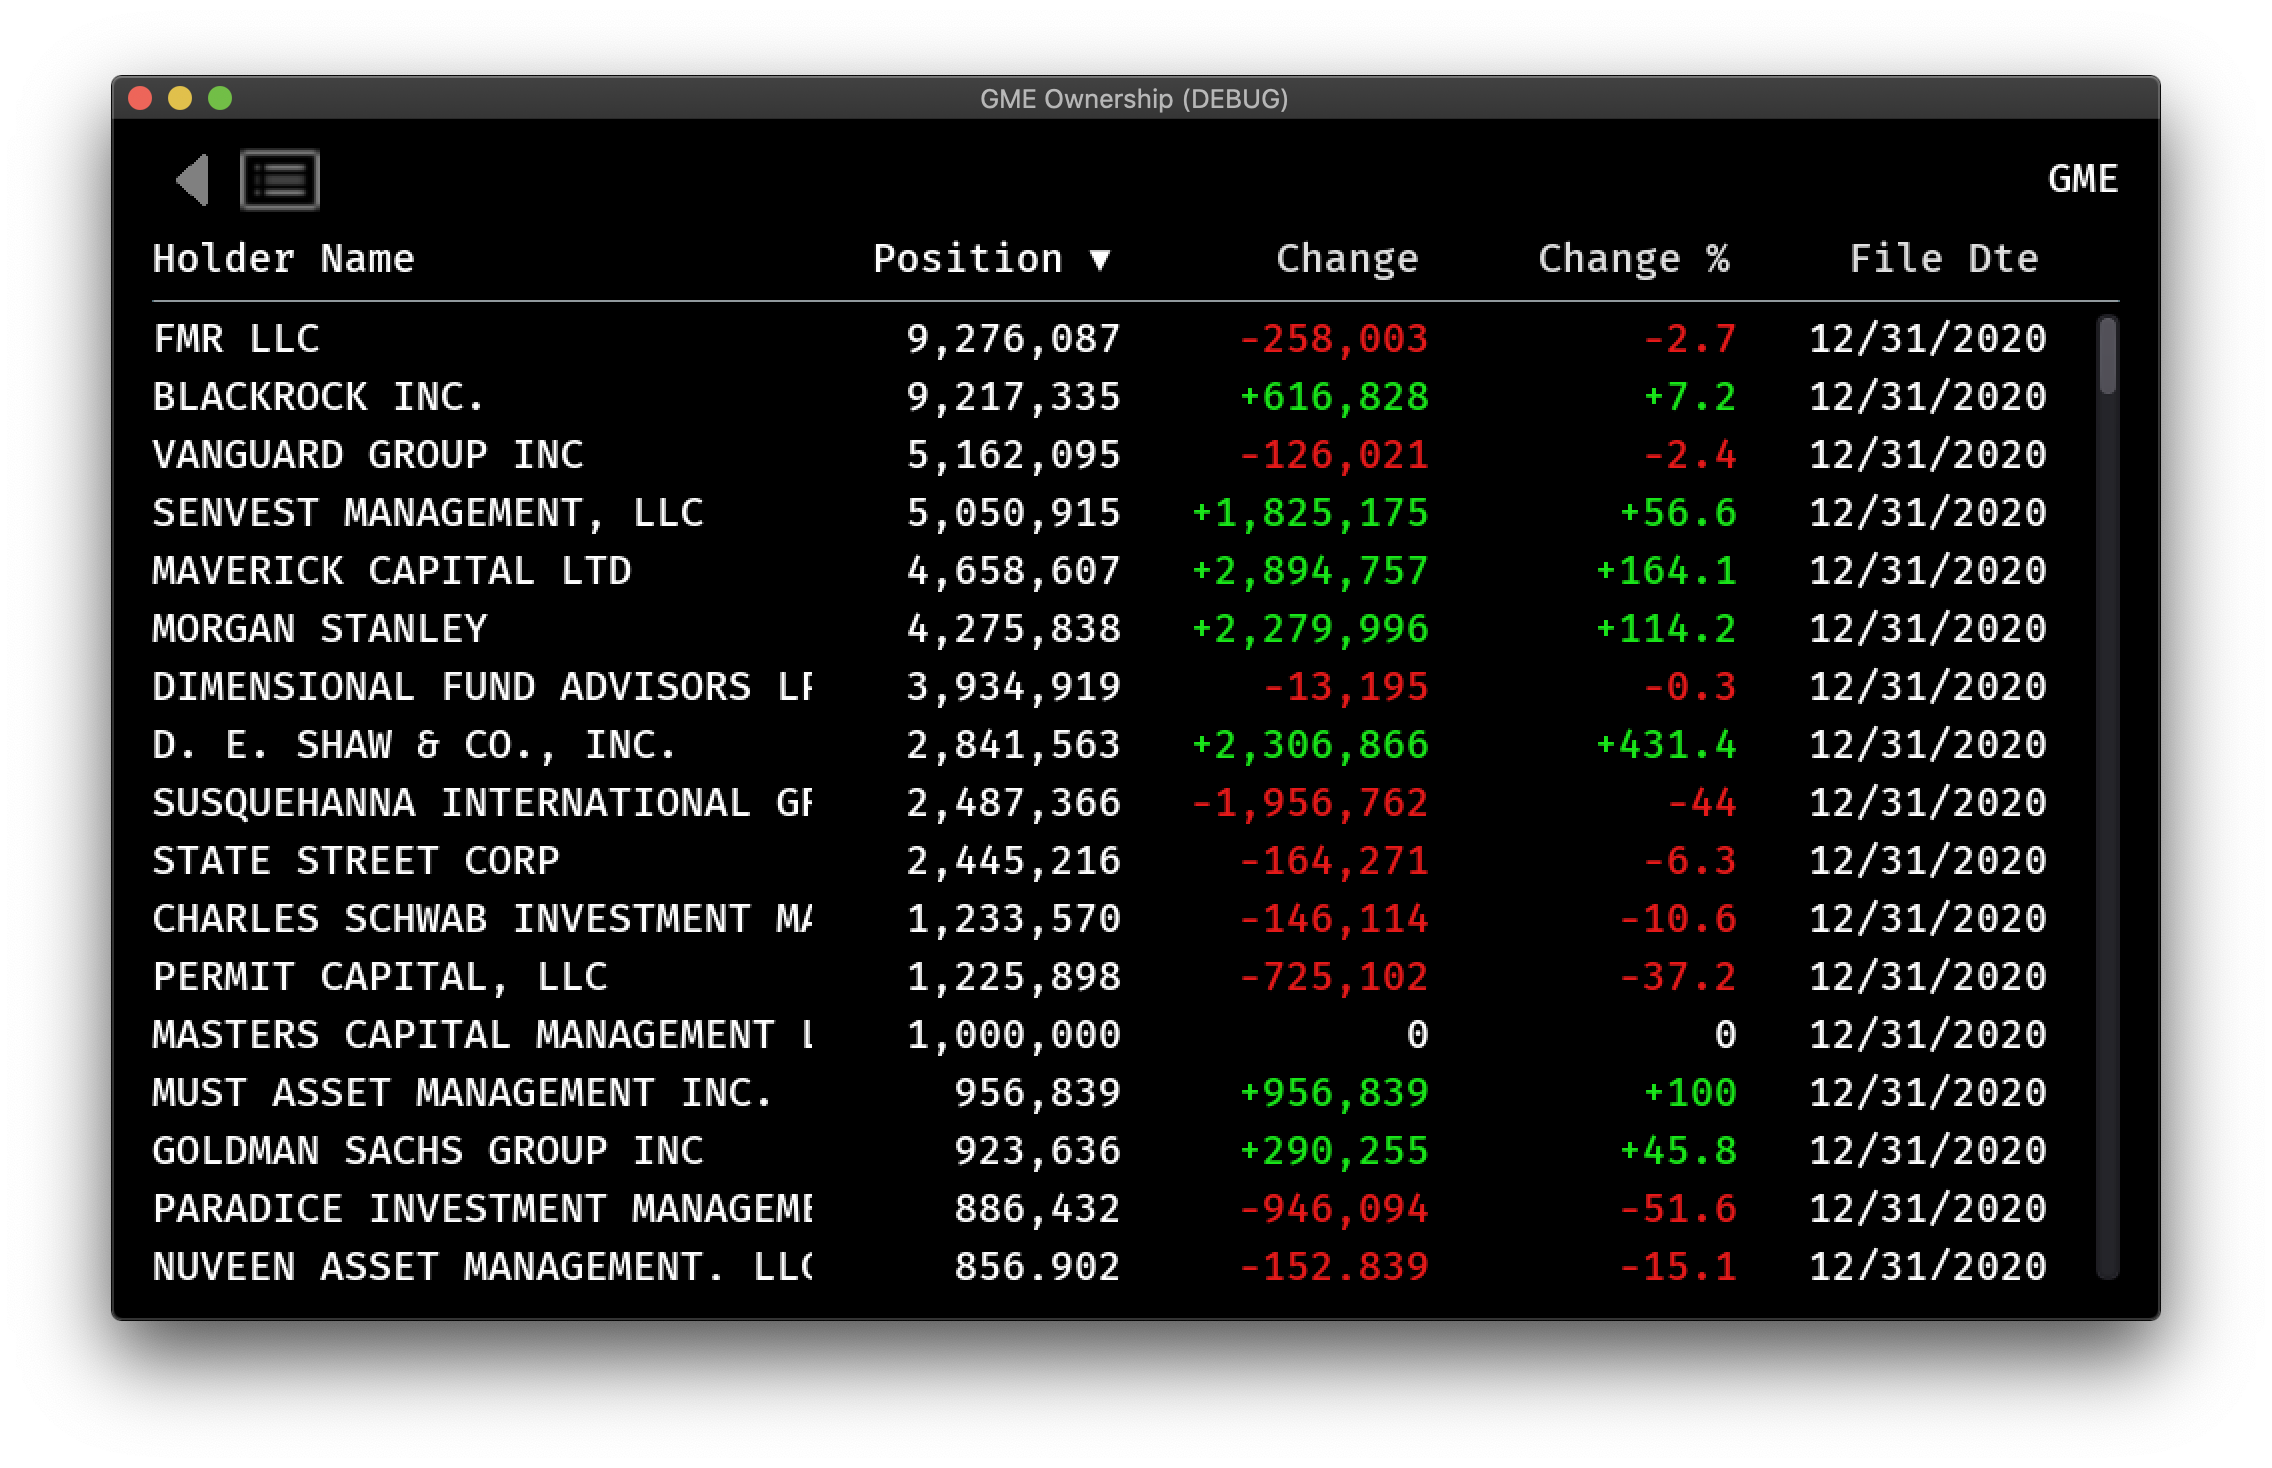 GME Ownership (DEBUG)
GME
Holder Name Position ▼ Change Change % File Dte
FMR LLC 9,276,087 -258,003 -2.7 12/31/2020
BLACKROCK INC. 9,217,335 +616,828 +7.2 12/31/2020
VANGUARD GROUP INC 5,162,095 -126,021 -2.4 12/31/2020
SENVEST MANAGEMENT, LLC 5,050,915 +1,825,175 +56.6 12/31/2020
MAVERICK CAPITAL LTD 4,658,607 +2,894,757 +164.1 12/31/2020
MORGAN STANLEY 4,275,838 +2,279,996 +114.2 12/31/2020
DIMENSIONAL FUND ADVISORS 3,934,919 -13,195 -0.3 12/31/2020
D. E. SHAW & CO., INC. 2,841,563 +2,306,866 +431.4 12/31/2020
SUSQUEHANNA INTERNATIONAL 2,487,366 -1,956,762 -44 12/31/2020
STATE STREET CORP 2,445,216 -164,271 -6.3 12/31/2020
CHARLES SCHWAB INVESTMENT MA 1,233,570 -146,114 -10.6 12/31/2020
PERMIT CAPITAL, LLC 1,225,898 -725,102 -37.2 12/31/2020
MASTERS CAPITAL MANAGEMENT L 1,000,000 0 0 12/31/2020
MUST ASSET MANAGEMENT INC. 956,839 +956,839 +100 12/31/2020
GOLDMAN SACHS GROUP INC 923,636 +290,255 +45.8 12/31/2020
PARADICE INVESTMENT MANAGEME 886,432 -946,094 -51.6 12/31/2020
NUVEEN ASSET MANAGEMENT. LLC 856.902 -152.839 -15.1 12/31/2020